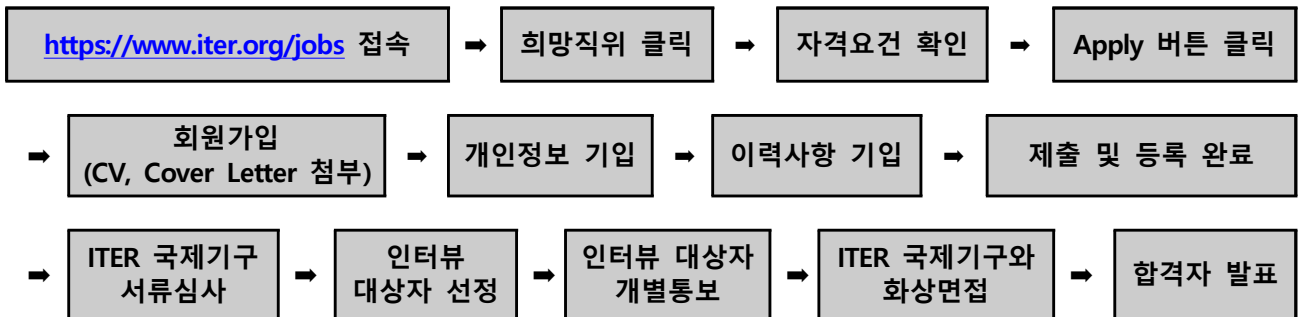 https://www.iter.org/jobs 접속 ➡ 희망직위 클릭 ➡ 자격요건 확인 ➡ Apply 버튼 클릭
➡ 회원가입
(CV, Cover Letter 첨부) ➡ 개인정보 기입 ➡ 이력사항 기입 ➡ 제출 및 등록 완료
➡ ITER 국제기구
서류심사 ➡ 인터뷰
대상자 선정 ➡ 인터뷰 대상자
개별통보 ➡ ITER 국제기구와
화상면접 ➡ 합격자 발표